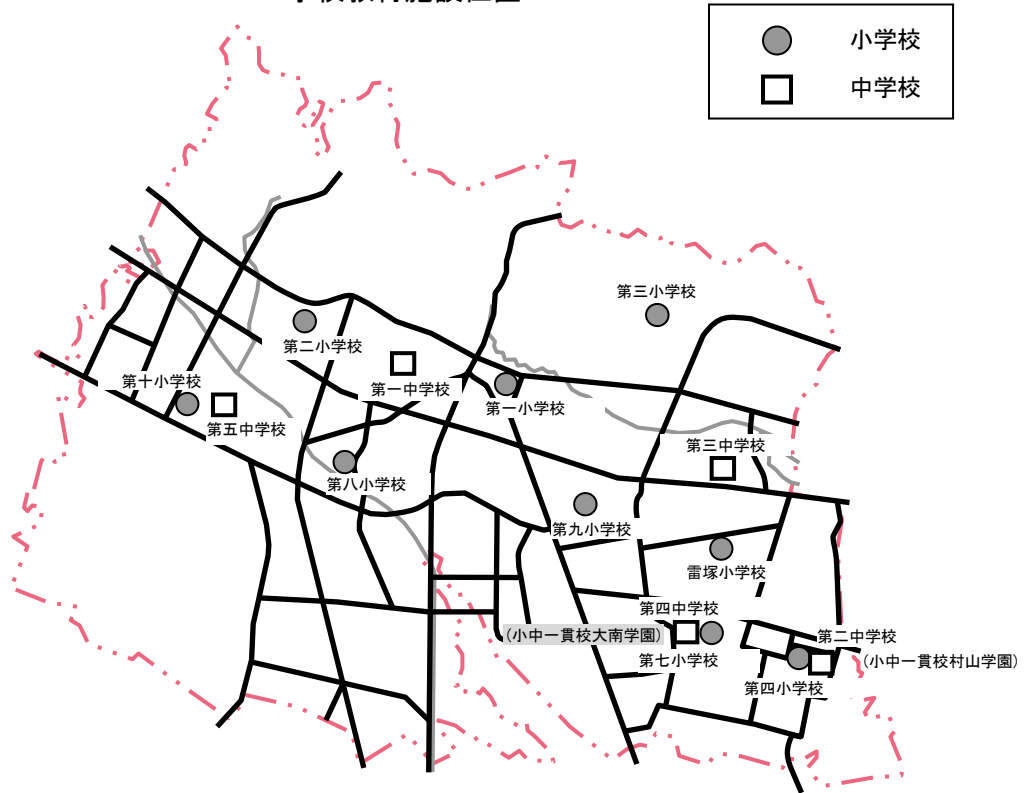 小学校
中学校
第三小学校
第二小学校
第十小学校
第一中学校
第一小学校
第五中学校
第三中学校
第八小学校
第九小学校
雷塚小学校
第四中学校
(小中一貫校大南学園)
第七小学校
第二中学校
(小中一貫校村山学園)
第四小学校